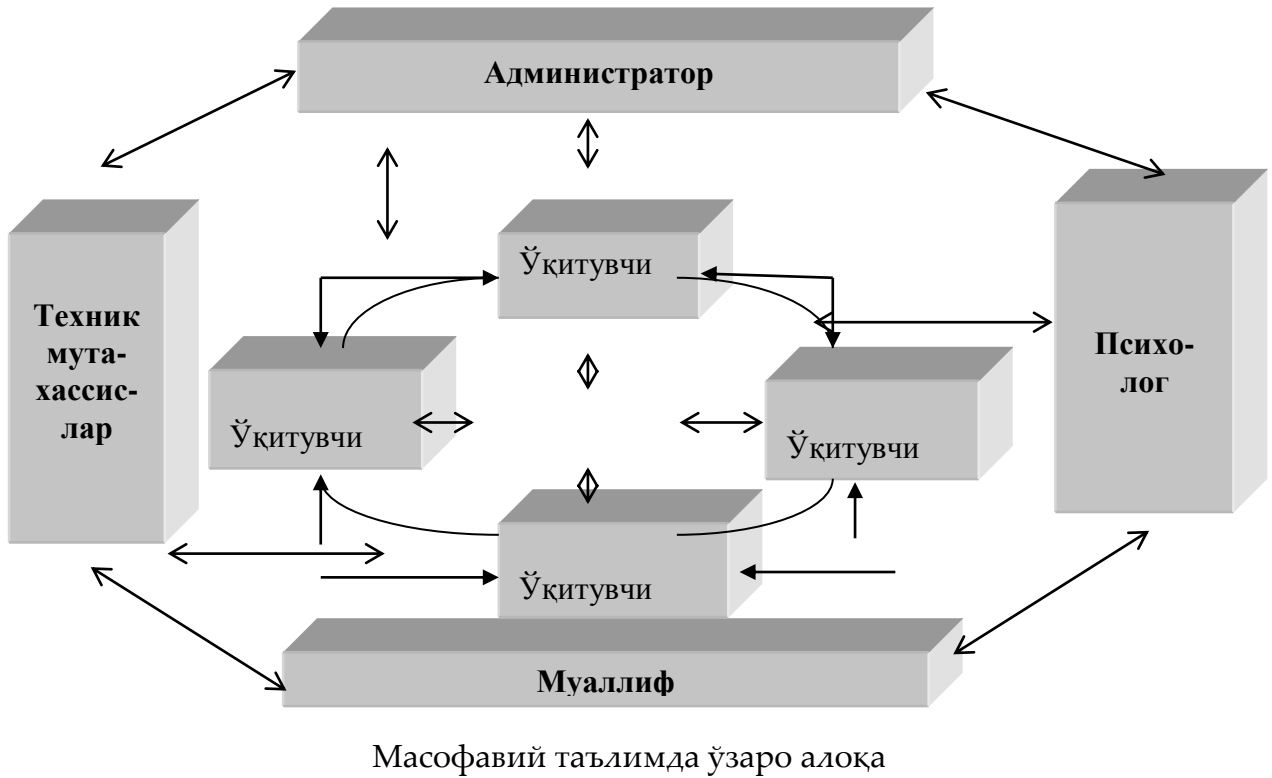 Администратор
Ўқитувчи
Техник
мута-
хассис-
лар
Психо-
лог
Ўқитувчи
Ўқитувчи
Ўқитувчи
Муаллиф
Масофавий таълимда ўзаро алоқа